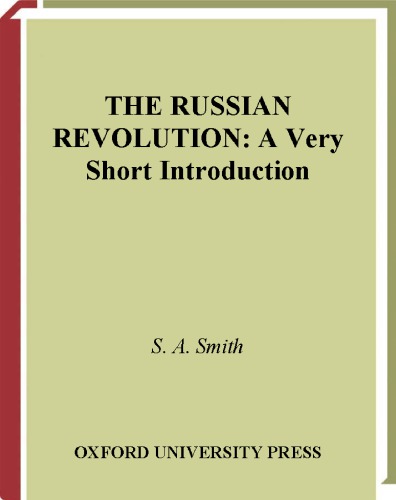 THE RUSSIAN
REVOLUTION: A Very
Short Introduction
S. A. Smith
OXFORD UNIVERSITY PRESS